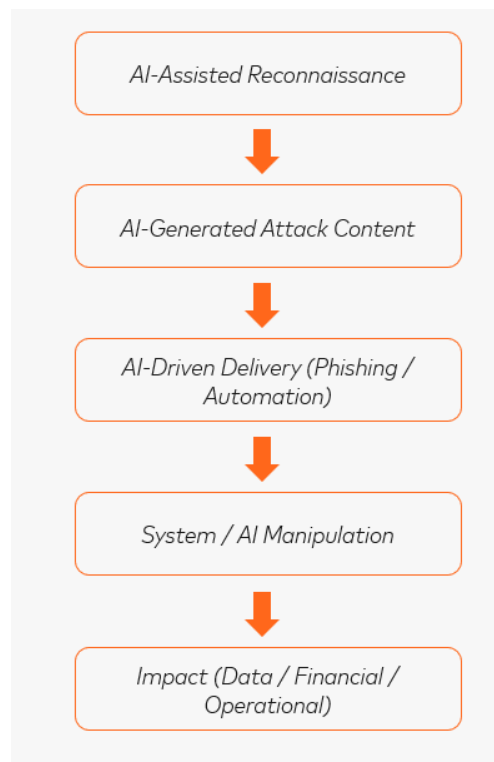 AI-Assisted Reconnaissance
AI-Generated Attack Content
AI-Driven Delivery (Phishing /
Automation)
System / AI Manipulation
Impact (Data / Financial /
Operational)